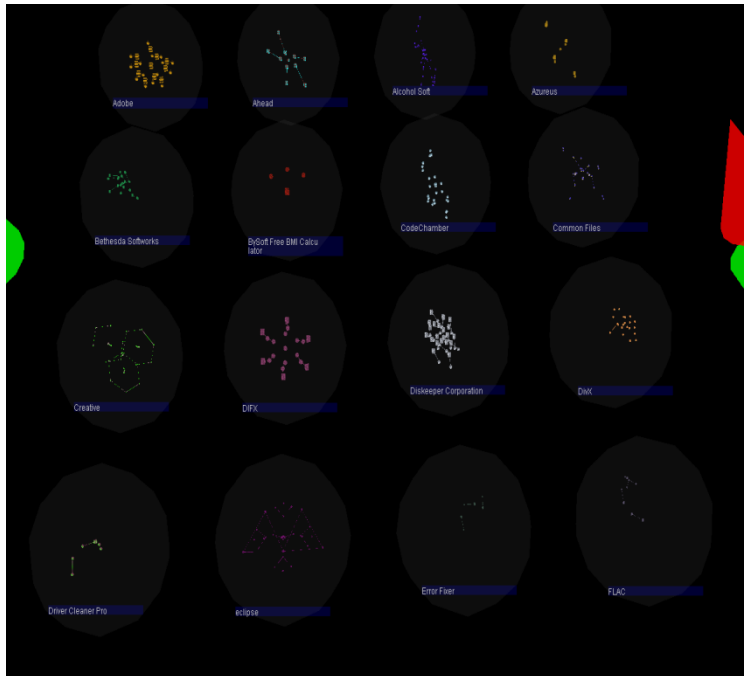 Adobe
Ahead
Alcohol Soft
Azureus
Bethesda Softworks
BySoft Free BMI Calcu
lator
CodeChamber
Common Files
Creative
DIFX
Diskeeper Corporation
DivX
Driver Cleaner Pro
eclipse
Error Fixer
FLAC